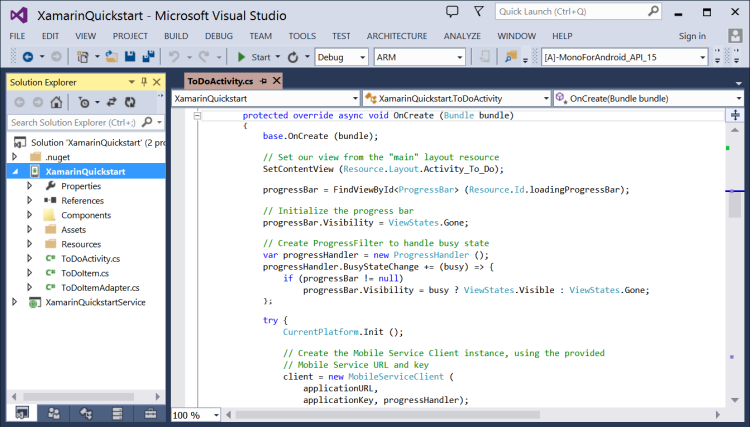 XamarinQuickstart - Microsoft Visual Studio
Quick Launch (Ctrl+Q)
FILE EDIT VIEW PROJECT BUILD DEBUG TEAM TOOLS TEST ARCHITECTURE ANALYZE WINDOW HELP Sign in
Start Debug ARM [A]-MonoForAndroid_API_15
Solution Explorer
Search Solution Explorer (Ctrl+;)
Solution 'XamarinQuickstart' (2 pro
.nuget
XamarinQuickstart
Properties
References
Components
Assets
Resources
ToDoActivity.cs
ToDoItem.cs
ToDoItemAdapter.cs
XamarinQuickstartService
ToDoActivity.cs
XamarinQuickstart XamarinQuickstart.ToDoActivity OnCreate(Bundle bundle)
protected override async void OnCreate (Bundle bundle)
{
base.OnCreate (bundle);
// Set our view from the "main" layout resource
SetContentView (Resource.Layout.Activity_To_Do);
progressBar = FindViewById<ProgressBar> (Resource.Id.loadingProgressBar);
// Initialize the progress bar
progressBar.Visibility = ViewStates.Gone;
// Create ProgressFilter to handle busy state
var progressHandler = new ProgressHandler ();
progressHandler.BusyStateChange += (busy) => {
if (progressBar != null)
progressBar.Visibility = busy ? ViewStates.Visible : ViewStates.Gone;
};
try {
CurrentPlatform.Init ();
// Create the Mobile Service Client instance, using the provided
// Mobile Service URL and key
client = new MobileServiceClient (
applicationURL,
applicationKey, progressHandler);
100 %